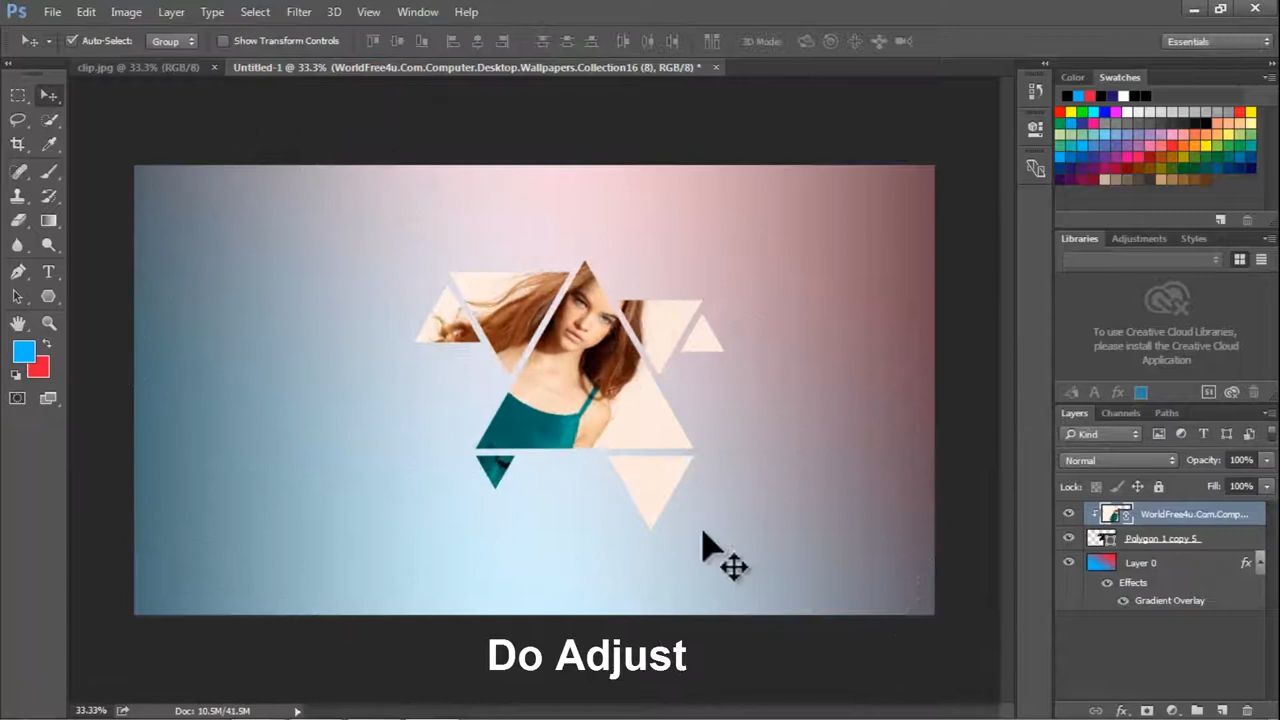 Ps File Edit Image Layer Type Select Filter 3D View Window Help
Auto-Select: Group Show Transform Controls 3D Mode: Essentials
clip.jpg @ 33.3% (RGB/8) × Untitled-1 @ 33.3% (WorldFree4u.Com.Computer.Desktop.Wallpapers.Collection16 (8), RGB/8) * ×
Color Swatches
Libraries Adjustments Styles
To use Creative Cloud Libraries,
please install the Creative Cloud
Application
Layers Channels Paths
Kind
Normal Opacity: 100%
Lock: Fill: 100%
WorldFree4u.Com.Comp...
Polygon 1 copy 5
Layer 0 fx
Effects
Gradient Overlay
Do Adjust
33.33% Doc: 10.5M/41.5M